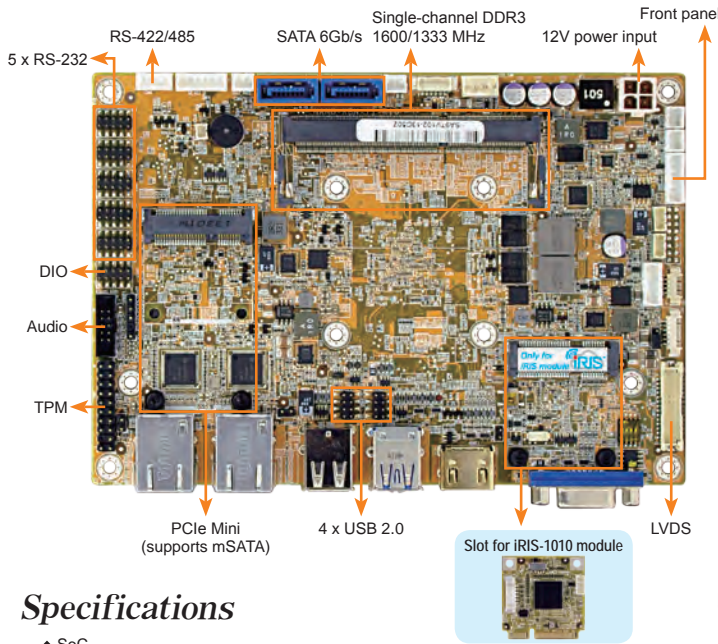 Single-channel DDR3
Front panel
RS-422/485
SATA 6Gb/s
1600/1333 MHz
12V power input
5 x RS-232
501
DIO
Audio
Only for
iRIS module
iRIS
TPM
PCIe Mini
(supports mSATA)
4 x USB 2.0
LVDS
Slot for iRIS-1010 module
Specifications
SoC